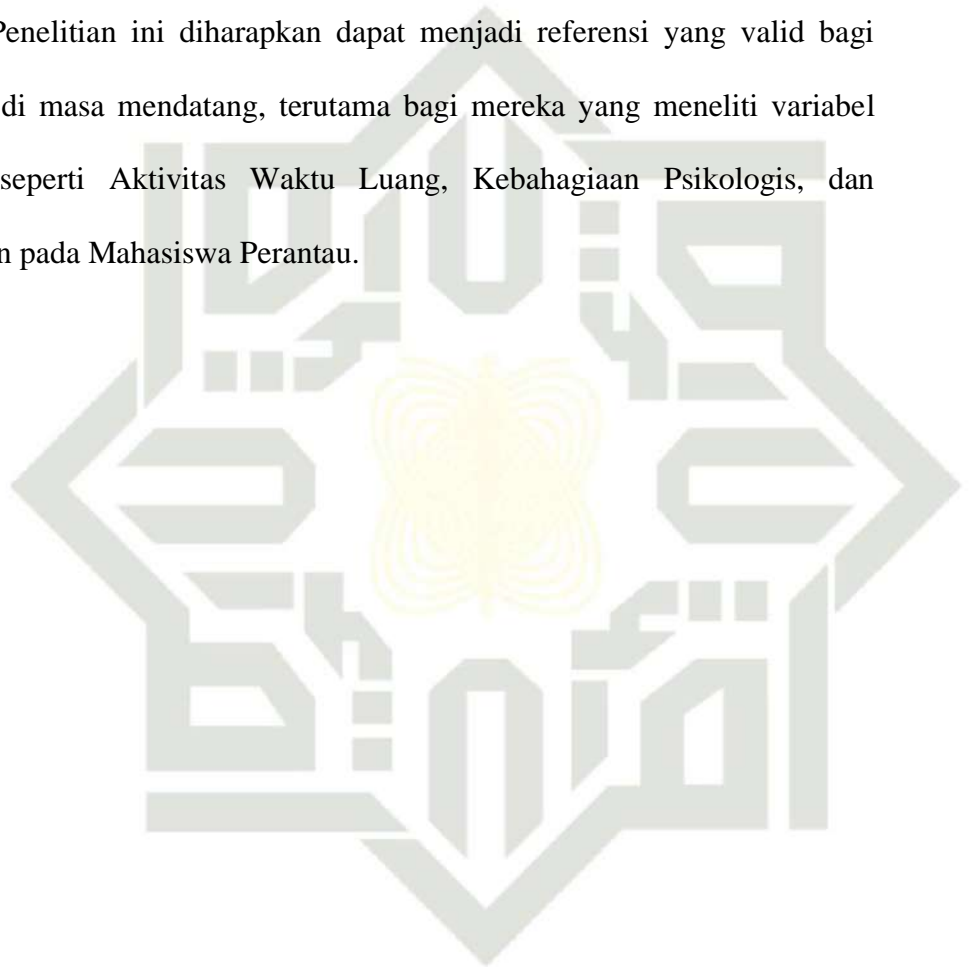 Penelitian ini diharapkan dapat menjadi referensi yang valid bagi
di masa mendatang, terutama bagi mereka yang meneliti variabel
seperti Aktivitas Waktu Luang, Kebahagiaan Psikologis, dan
n pada Mahasiswa Perantau.